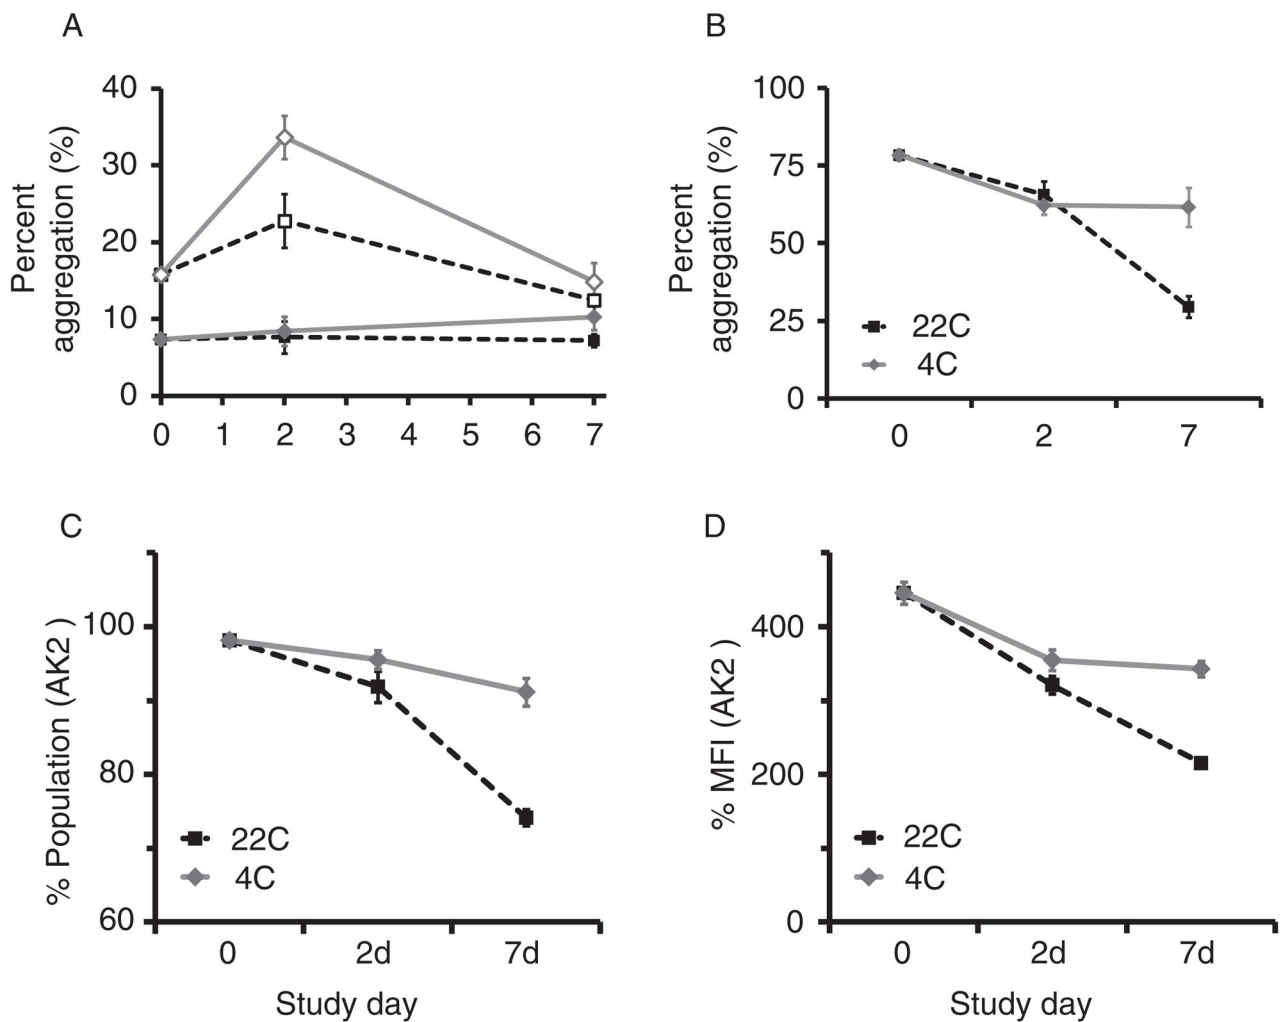 A
Percent
aggregation (%)
40
30
20
10
0
0 1 2 3 4 5 6 7
B
Percent
aggregation (%)
100
75
50
25
0
22C
4C
0 2 7
C
% Population (AK2 )
100
80
60
22C
4C
0 2d 7d
Study day
D
% MFI (AK2 )
400
200
0
22C
4C
0 2d 7d
Study day